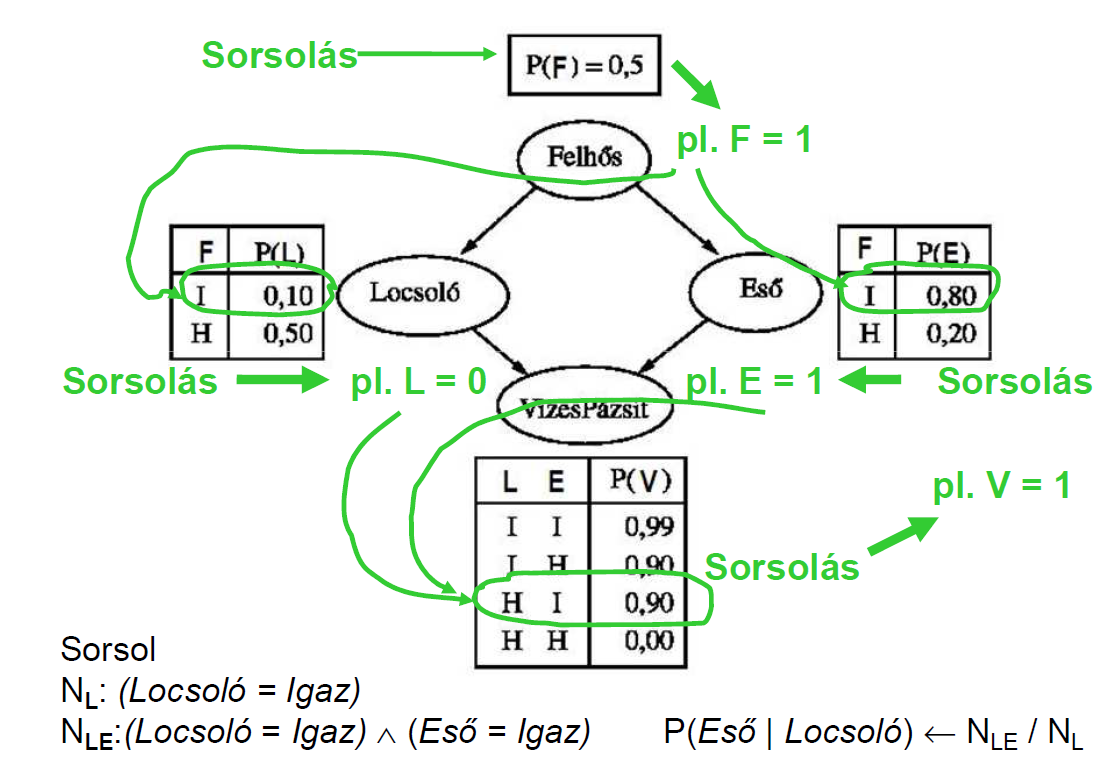 Sorsolás
P(F) = 0,5
pl. F = 1
Felhős
F P(L)
I 0,10
H 0,50
Locsoló
Eső
F P(E)
I 0,80
H 0,20
Sorsolás
pl. L = 0
pl. E = 1
Sorsolás
VizesPázsit
L E P(V)
I I 0,99
I H 0,90
H I 0,90
H H 0,00
pl. V = 1
Sorsolás
Sorsol
NL: (Locsoló = Igaz)
NLE:(Locsoló = Igaz) ∧ (Eső = Igaz)
P(Eső | Locsoló) ← NLE / NL